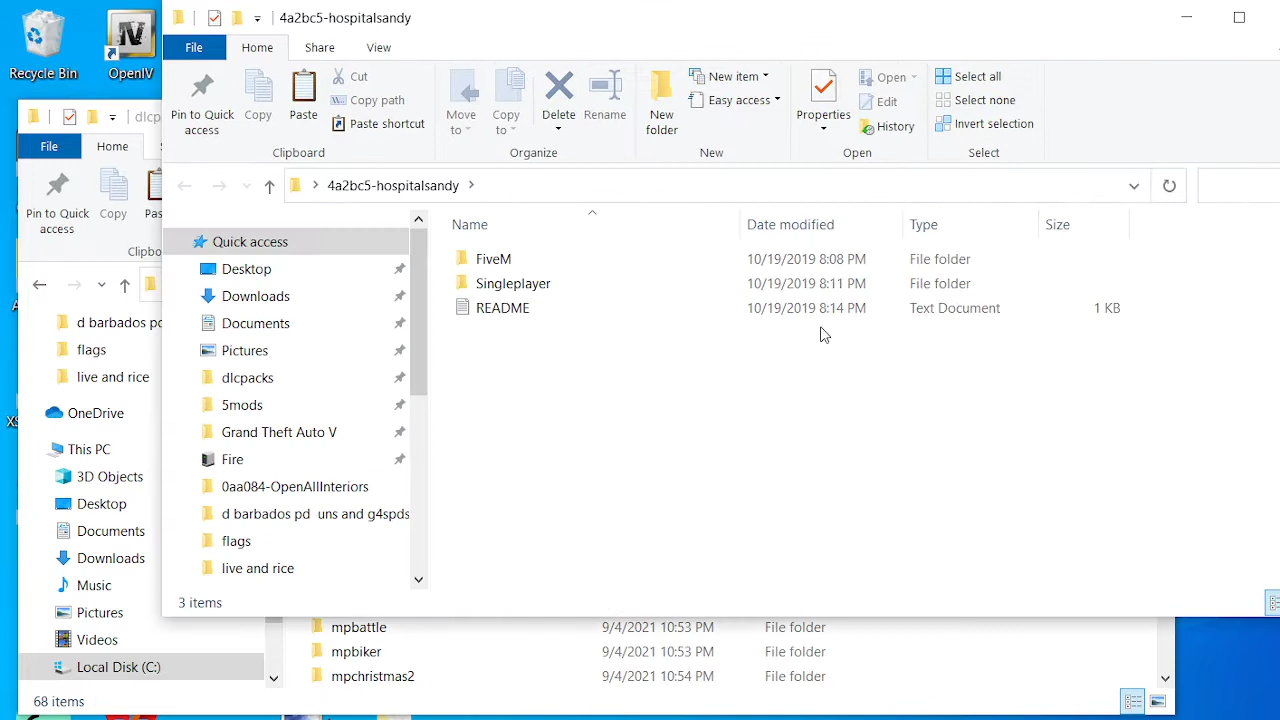 4a2bc5-hospitalsandy
Recycle Bin
OpenIV
File
Home
Share
View
Pin to Quick access
Copy
Paste
Cut
Copy path
Paste shortcut
Clipboard
Move to
Copy to
Delete
Rename
Organize
New folder
New item
Easy access
New
Properties
Open
Edit
History
Open
Select all
Select none
Invert selection
Select
4a2bc5-hospitalsandy
Name
Date modified
Type
Size
Quick access
Desktop
Downloads
Documents
Pictures
dlcpacks
5mods
Grand Theft Auto V
Fire
0aa084-OpenAllInteriors
d barbados pd uns and g4spds
flags
live and rice
FiveM 10/19/2019 8:08 PM File folder
Singleplayer 10/19/2019 8:11 PM File folder
README 10/19/2019 8:14 PM Text Document 1 KB
3 items
dlcp
File
Home
Pin to Quick access
Copy
Pas
Clipbo
d barbados pd
flags
live and rice
OneDrive
This PC
3D Objects
Desktop
Documents
Downloads
Music
Pictures
Videos
Local Disk (C:)
mpbattle 9/4/2021 10:53 PM File folder
mpbiker 9/4/2021 10:53 PM File folder
mpchristmas2 9/4/2021 10:54 PM File folder
68 items